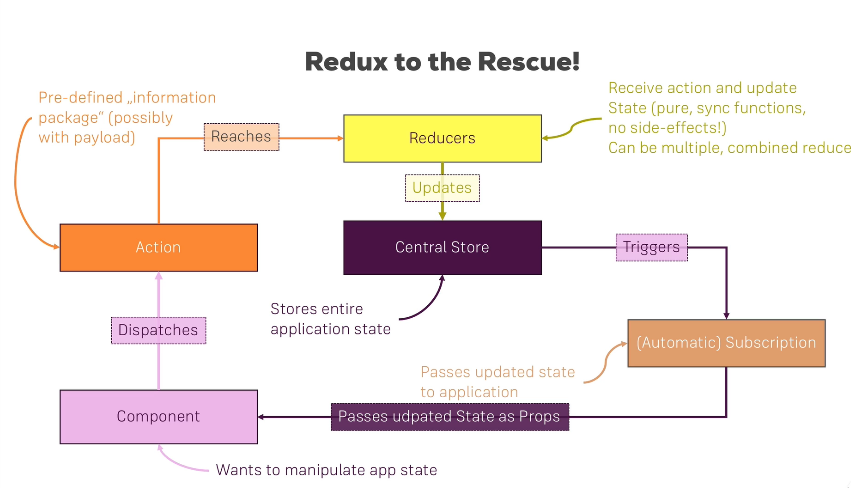 Redux to the Rescue!
Pre-defined „information
package“ (possibly
with payload)
Reaches
Reducers
Receive action and update
State (pure, sync functions,
no side-effects!)
Can be multiple, combined reduce
Updates
Action
Central Store
Triggers
Stores entire
application state
Dispatches
(Automatic) Subscription
Passes updated state
to application
Component
Passes udpated State as Props
Wants to manipulate app state